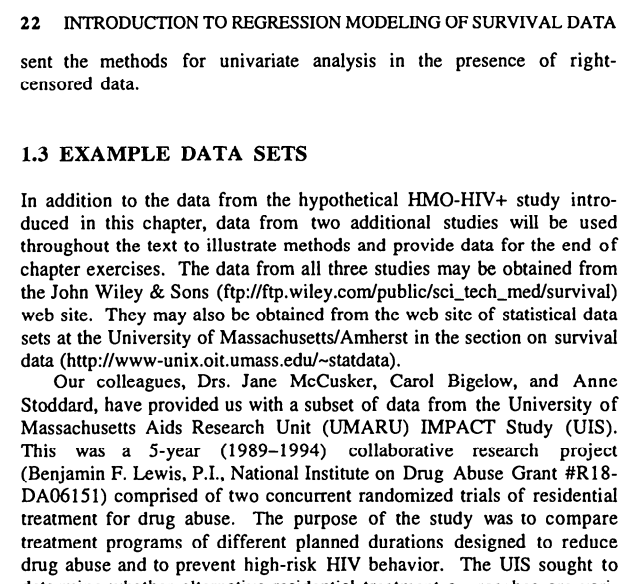 22 INTRODUCTION TO REGRESSION MODELING OF SURVIVAL DATA
sent the methods for univariate analysis in the presence of right-
censored data.
1.3 EXAMPLE DATA SETS
In addition to the data from the hypothetical HMO-HIV+ study intro-
duced in this chapter, data from two additional studies will be used
throughout the text to illustrate methods and provide data for the end of
chapter exercises. The data from all three studies may be obtained from
the John Wiley & Sons (ftp://ftp.wiley.com/public/sci_tech_med/survival)
web site. They may also be obtained from the web site of statistical data
sets at the University of Massachusetts/Amherst in the section on survival
data (http://www-unix.oit.umass.edu/~statdata).
Our colleagues, Drs. Jane McCusker, Carol Bigelow, and Anne
Stoddard, have provided us with a subset of data from the University of
Massachusetts Aids Research Unit (UMARU) IMPACT Study (UIS).
This was a 5-year (1989–1994) collaborative research project
(Benjamin F. Lewis, P.I., National Institute on Drug Abuse Grant #R18-
DA06151) comprised of two concurrent randomized trials of residential
treatment for drug abuse. The purpose of the study was to compare
treatment programs of different planned durations designed to reduce
drug abuse and to prevent high-risk HIV behavior. The UIS sought to